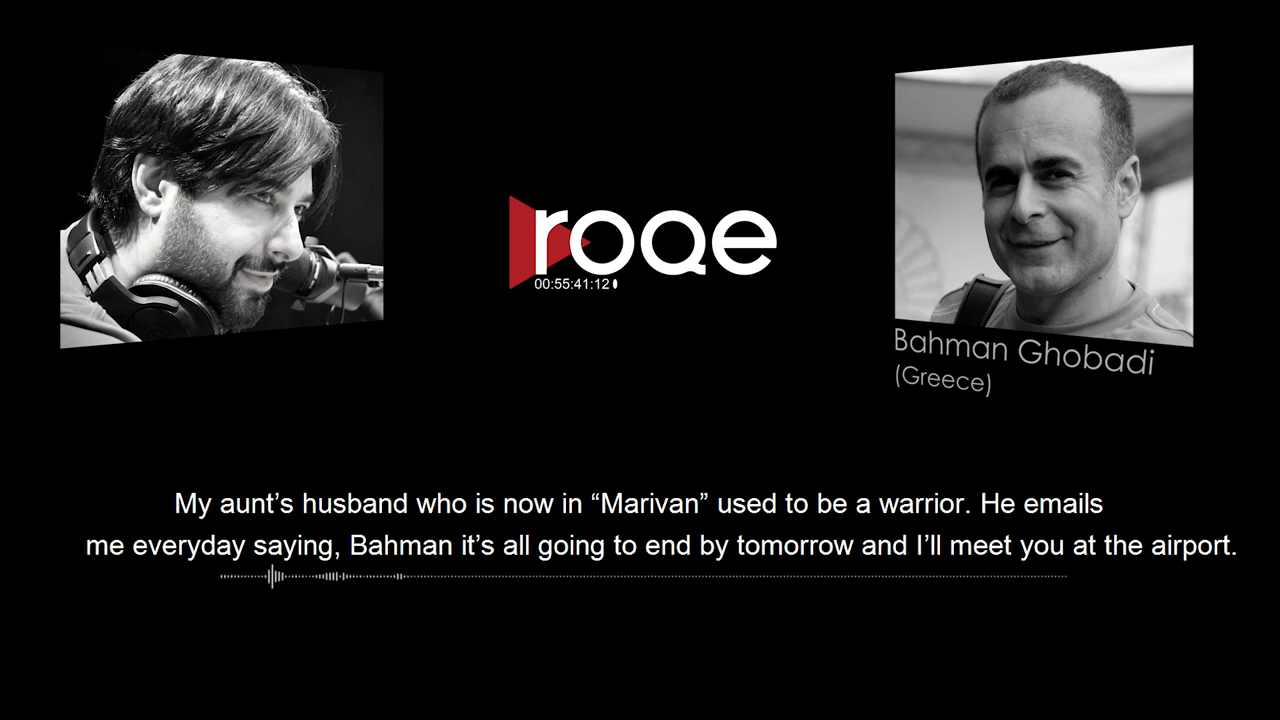 roqe
00:55:41:12
Bahman Ghobadi
(Greece)
My aunt’s husband who is now in “Marivan” used to be a warrior. He emails
me everyday saying, Bahman it’s all going to end by tomorrow and I’ll meet you at the airport.